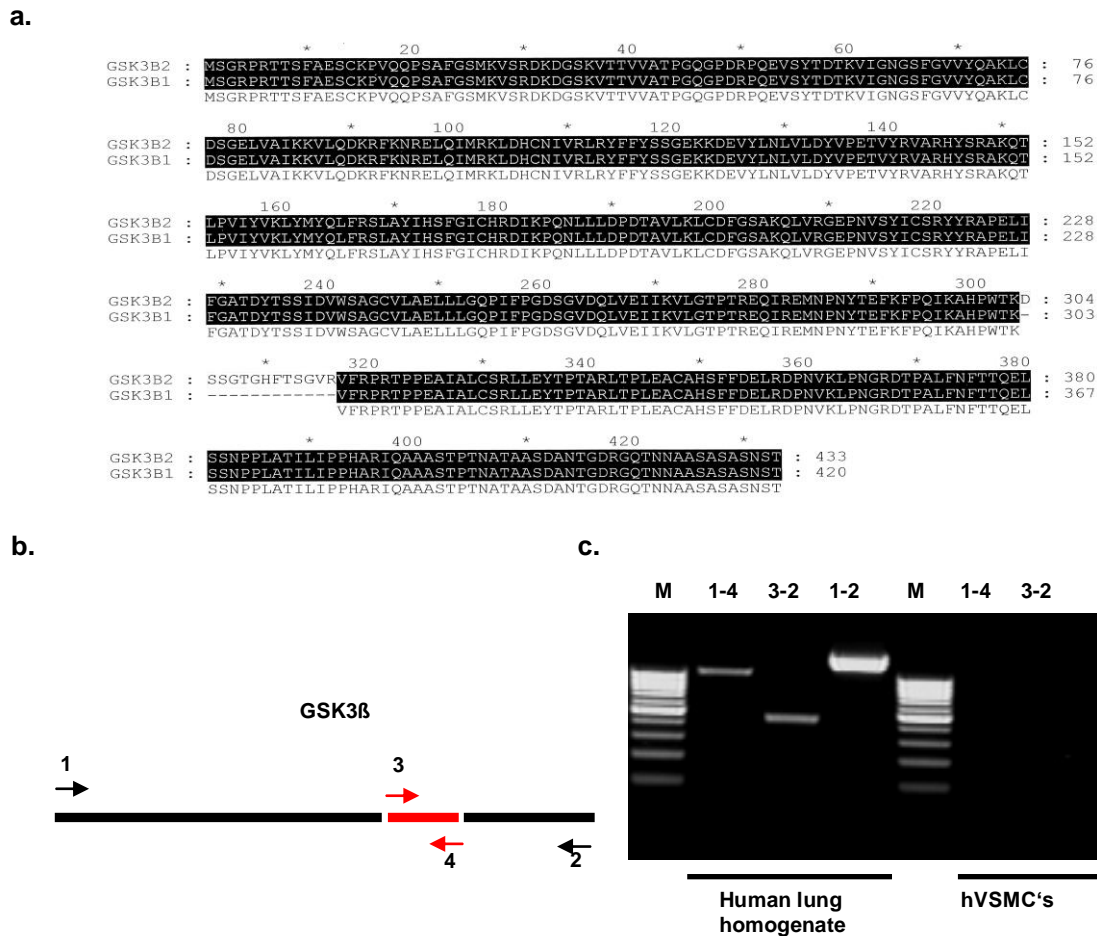 a.
* 20 * 40 * 60 *
GSK3B2 : MSGRPRTTSFAESCKPVQQPSAFGSMKVSRDKDGSKVTTVVATPGQGPDRPQEVSYTDTKVIGNGSFGVVYQAKLC : 76
GSK3B1 : MSGRPRTTSFAESCKPVQQPSAFGSMKVSRDKDGSKVTTVVATPGQGPDRPQEVSYTDTKVIGNGSFGVVYQAKLC : 76
MSGRPRTTSFAESCKPVQQPSAFGSMKVSRDKDGSKVTTVVATPGQGPDRPQEVSYTDTKVIGNGSFGVVYQAKLC
80 * 100 * 120 * 140 *
GSK3B2 : DSGELVAIKKVLQDKRFKNRELQIMRKLDHCNIVRLRYFFYSSGEKKDEVYLNLVLDYVPETVYRVARHYSRAKQT : 152
GSK3B1 : DSGELVAIKKVLQDKRFKNRELQIMRKLDHCNIVRLRYFFYSSGEKKDEVYLNLVLDYVPETVYRVARHYSRAKQT : 152
DSGELVAIKKVLQDKRFKNRELQIMRKLDHCNIVRLRYFFYSSGEKKDEVYLNLVLDYVPETVYRVARHYSRAKQT
160 * 180 * 200 * 220
GSK3B2 : LPVIYVKLYMYQLFRSLAYIHSFGICHRDIKPQNLLLDPDTAVLKLCDFGSAKQLVRGEPNVSYICSRYYRAPELI : 228
GSK3B1 : LPVIYVKLYMYQLFRSLAYIHSFGICHRDIKPQNLLLDPDTAVLKLCDFGSAKQLVRGEPNVSYICSRYYRAPELI : 228
LPVIYVKLYMYQLFRSLAYIHSFGICHRDIKPQNLLLDPDTAVLKLCDFGSAKQLVRGEPNVSYICSRYYRAPELI
* 240 * 260 * 280 * 300
GSK3B2 : FGATDYTSSIDVWSAGCVLAELLLGQPIFPGDSGVDQLVEIIKVLGTPTREQIREMNPNYTEFKFPQIKAHPWTKD : 304
GSK3B1 : FGATDYTSSIDVWSAGCVLAELLLGQPIFPGDSGVDQLVEIIKVLGTPTREQIREMNPNYTEFKFPQIKAHPWTK- : 303
FGATDYTSSIDVWSAGCVLAELLLGQPIFPGDSGVDQLVEIIKVLGTPTREQIREMNPNYTEFKFPQIKAHPWTK
* 320 * 340 * 360 * 380
GSK3B2 : SSGTGHFTSGVRVFRPRTPPEAIALCSRLLEYTPTARLTPLEACAHSFFDELRDPNVKLPNGRDTPALFNFTTQEL : 380
GSK3B1 : ------------VFRPRTPPEAIALCSRLLEYTPTARLTPLEACAHSFFDELRDPNVKLPNGRDTPALFNFTTQEL : 367
VFRPRTPPEAIALCSRLLEYTPTARLTPLEACAHSFFDELRDPNVKLPNGRDTPALFNFTTQEL
* 400 * 420 *
GSK3B2 : SSNPPLATILIPPHARIQAAASTPTNATAASDANTGDRGQTNNAASASASNST : 433
GSK3B1 : SSNPPLATILIPPHARIQAAASTPTNATAASDANTGDRGQTNNAASASASNST : 420
SSNPPLATILIPPHARIQAAASTPTNATAASDANTGDRGQTNNAASASASNST
b.
GSK3ß
1
3
4
2
c.
M 1-4 3-2 1-2 M 1-4 3-2
Human lung
homogenate
hVSMC‘s